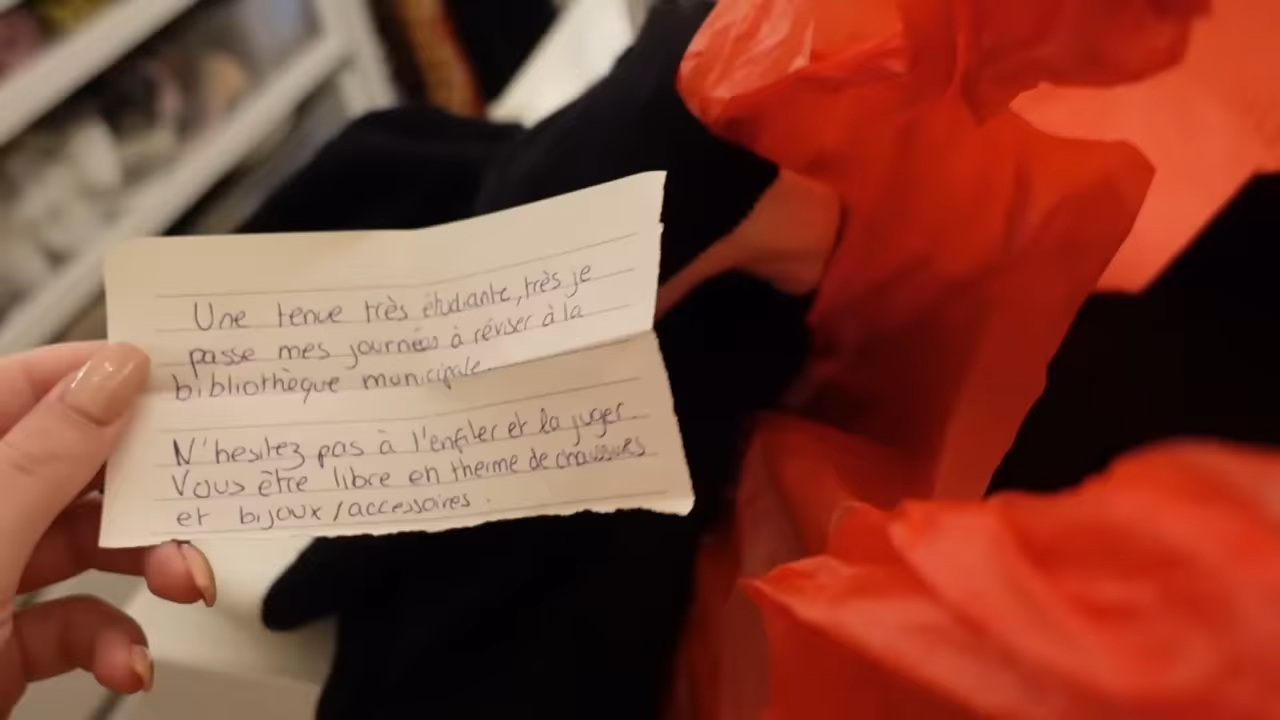 Une tenue très étudiante, très je
passe mes journées à réviser à la
bibliothèque municipale...
N'hesitez pas à l'enfiler et la juger.
Vous être libre en therme de chaussures
et bijoux / accessoires.